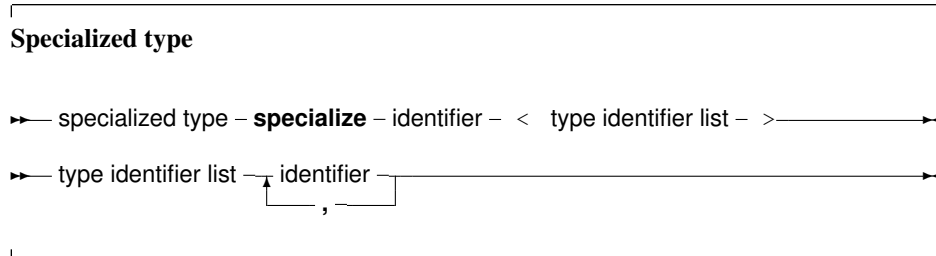 Specialized type
specialized type – specialize – identifier – < type identifier list – >
type identifier list – identifier –
, –